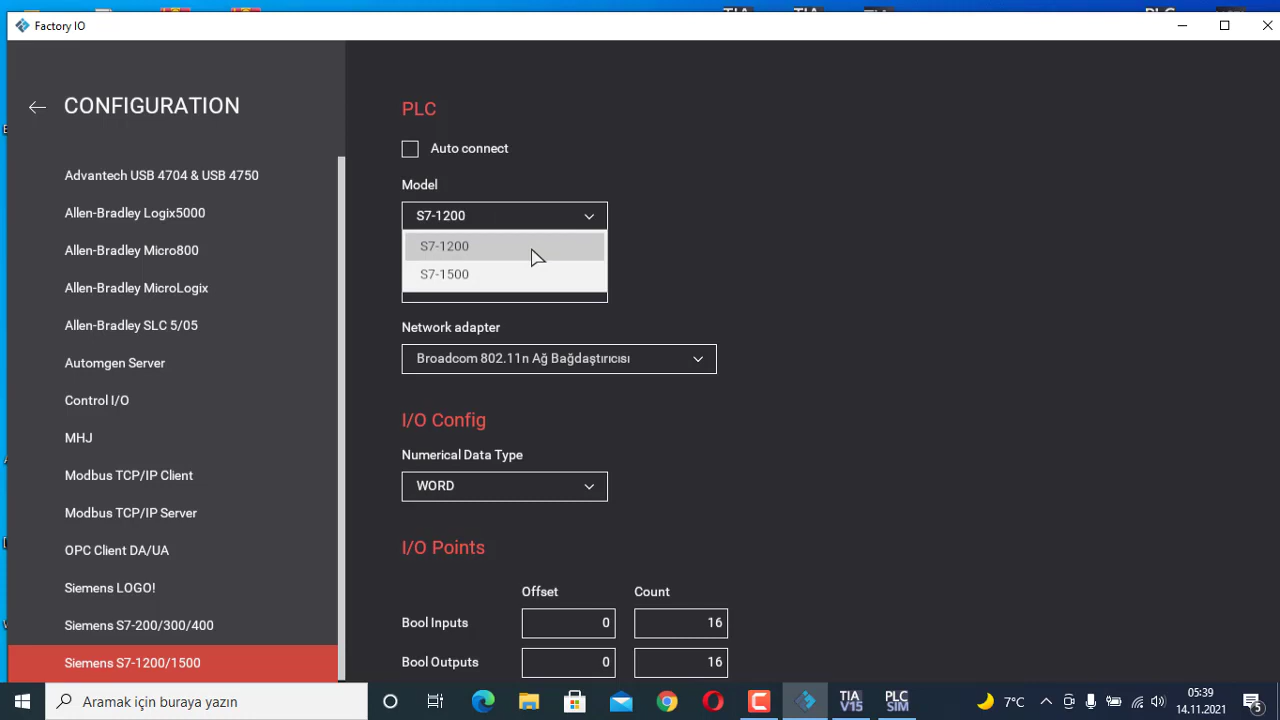 Factory IO
CONFIGURATION
Advantech USB 4704 & USB 4750
Allen-Bradley Logix5000
Allen-Bradley Micro800
Allen-Bradley MicroLogix
Allen-Bradley SLC 5/05
Automgen Server
Control I/O
MHJ
Modbus TCP/IP Client
Modbus TCP/IP Server
OPC Client DA/UA
Siemens LOGO!
Siemens S7-200/300/400
Siemens S7-1200/1500
PLC
Auto connect
Model
S7-1200
S7-1200
S7-1500
Network adapter
Broadcom 802.11n Ağ Bağdaştırıcısı
I/O Config
Numerical Data Type
WORD
I/O Points
Offset Count
Bool Inputs 0 16
Bool Outputs 0 16
Aramak için buraya yazın
TIA V15
PLC SIM
7°C
05:39
14.11.2021
5